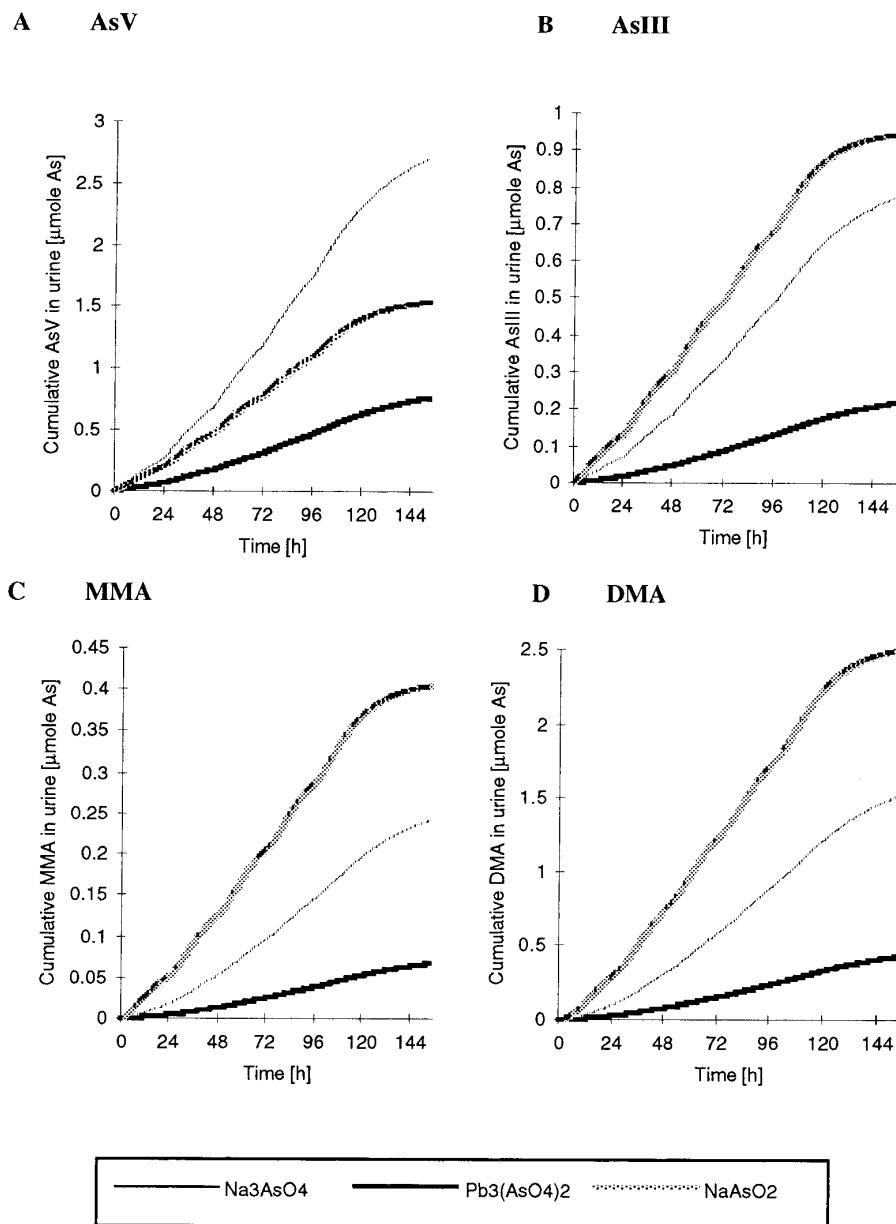 A AsV
Cumulative AsV in urine [µmole As]
3
2.5
2
1.5
1
0.5
0
0 24 48 72 96 120 144
Time [h]
B AsIII
Cumulative AsIII in urine [µmole As]
1
0.9
0.8
0.7
0.6
0.5
0.4
0.3
0.2
0.1
0
0 24 48 72 96 120 144
Time [h]
C MMA
Cumulative MMA in urine [µmole As]
0.45
0.4
0.35
0.3
0.25
0.2
0.15
0.1
0.05
0
0 24 48 72 96 120 144
Time [h]
D DMA
Cumulative DMA in urine [µmole As]
2.5
2
1.5
1
0.5
0
0 24 48 72 96 120 144
Time [h]
Na3AsO4 Pb3(AsO4)2 NaAsO2